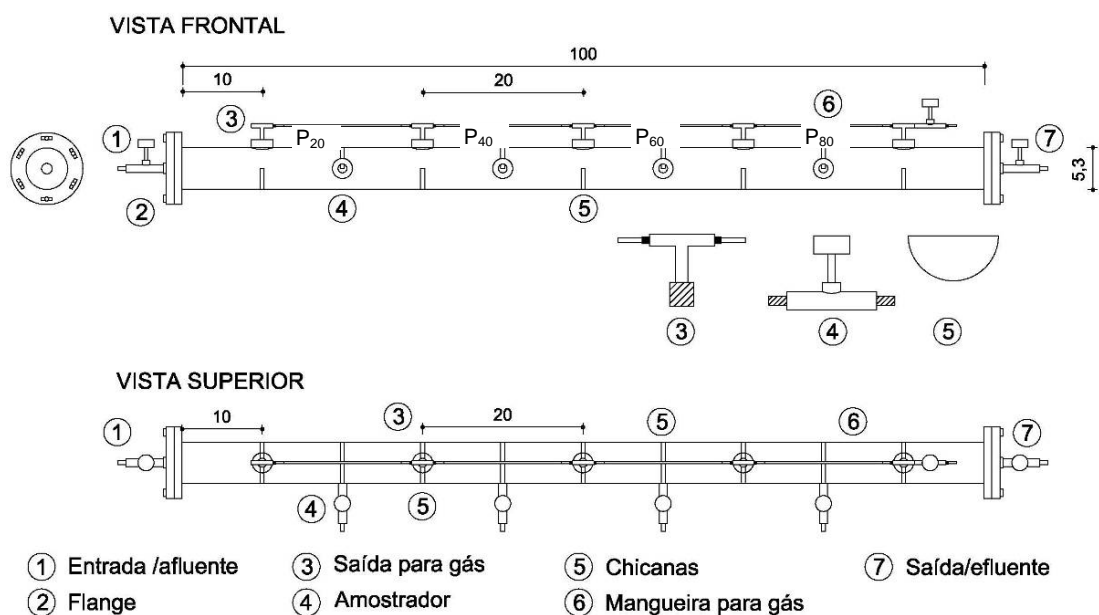 VISTA FRONTAL
100
10
20
3
6
1
P20
P40
P60
P80
7
5,3
2
4
5
3
4
5
VISTA SUPERIOR
10
3
20
5
6
1
7
4
5
1 Entrada /afluente
3 Saída para gás
5 Chicanas
7 Saída/efluente
2 Flange
4 Amostrador
6 Mangueira para gás